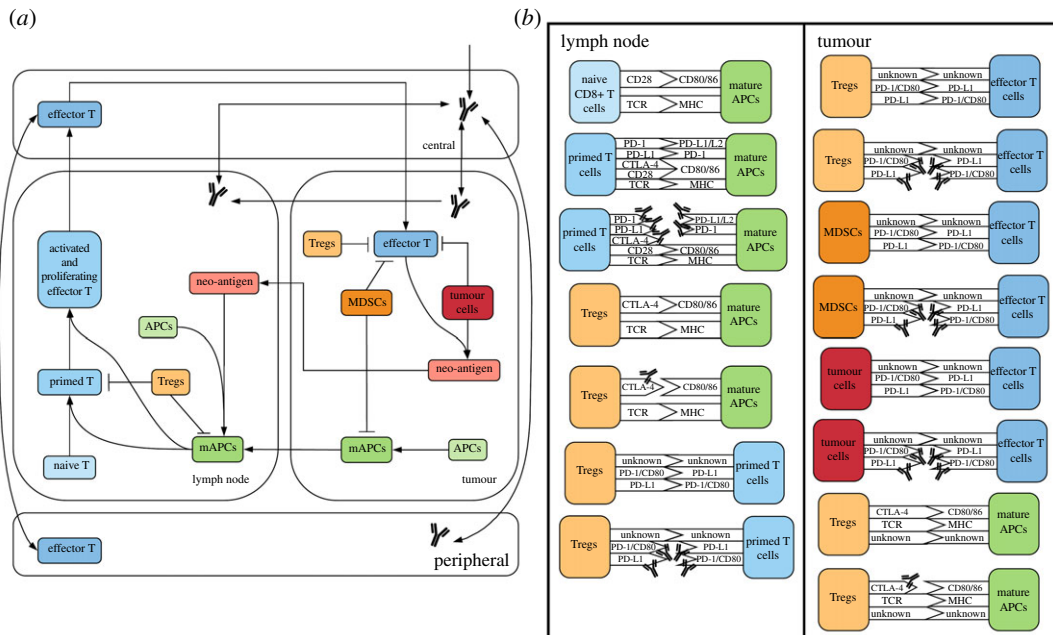 (a)
effector T
central
activated
and
proliferating
effector T
neo-antigen
APCs
primed T
Tregs
mAPCs
naive T
lymph node
Tregs
effector T
MDSCs
tumour
cells
neo-antigen
mAPCs
APCs
tumour
effector T
peripheral
(b)
lymph node
naive
CD8+ T
cells
CD28
CD80/86
TCR
MHC
mature
APCs
primed T
cells
PD-1
PD-L1/L2
PD-L1
PD-1
CTLA-4
CD80/86
CD28
TCR
MHC
mature
APCs
primed T
cells
PD-1
PD-L1/L2
PD-L1
PD-1
CTLA-4
CD28
CD80/86
TCR
MHC
mature
APCs
Tregs
CTLA-4
CD80/86
TCR
MHC
mature
APCs
Tregs
CTLA-4
CD80/86
TCR
MHC
mature
APCs
Tregs
unknown
unknown
PD-1/CD80
PD-L1
PD-L1
PD-1/CD80
primed T
cells
Tregs
unknown
unknown
PD-1/CD80
PD-L1
PD-L1
PD-1/CD80
primed T
cells
tumour
Tregs
unknown
unknown
PD-1/CD80
PD-L1
PD-L1
PD-1/CD80
effector T
cells
Tregs
unknown
unknown
PD-1/CD80
PD-L1
PD-L1
PD-1/CD80
effector T
cells
MDSCs
unknown
unknown
PD-1/CD80
PD-L1
PD-L1
PD-1/CD80
effector T
cells
MDSCs
unknown
unknown
PD-1/CD80
PD-L1
PD-L1
PD-1/CD80
effector T
cells
tumour
cells
unknown
unknown
PD-1/CD80
PD-L1
PD-L1
PD-1/CD80
effector T
cells
tumour
cells
unknown
unknown
PD-1/CD80
PD-L1
PD-L1
PD-1/CD80
effector T
cells
Tregs
CTLA-4
CD80/86
TCR
MHC
unknown
unknown
mature
APCs
Tregs
CTLA-4
CD80/86
TCR
MHC
unknown
unknown
mature
APCs